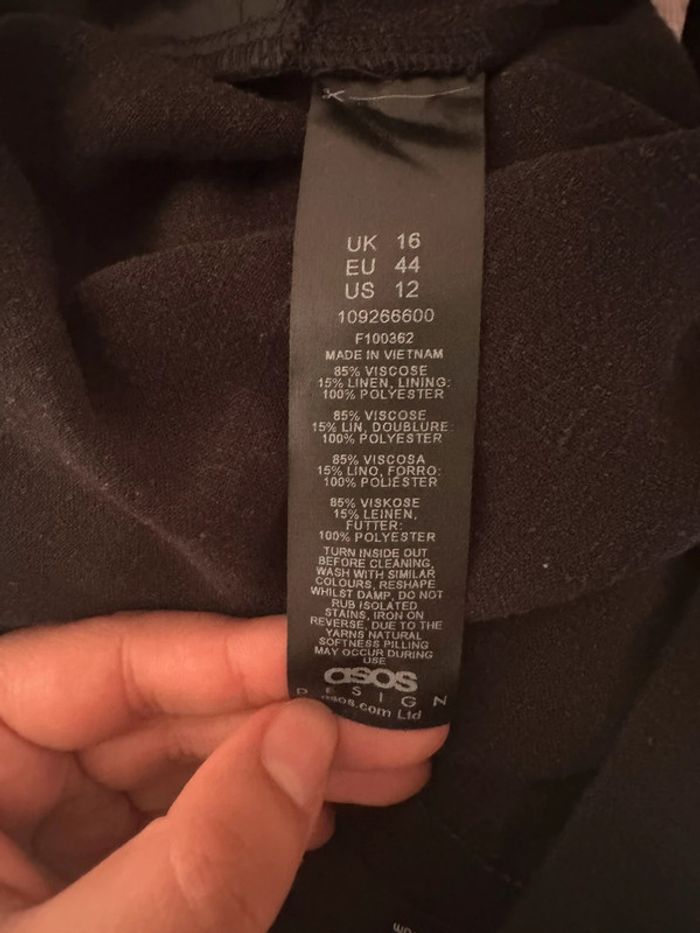 UK 16
EU 44
US 12
109266600
F100362
MADE IN VIETNAM
85% VISCOSE
15% LINEN, LINING:
100% POLYESTER
85% VISCOSE
15% LIN, DOUBLURE:
100% POLYESTER
85% VISCOSA
15% LINO, FORRO:
100% POLIÉSTER
85% VISKOSE
15% LEINEN,
FUTTER:
100% POLYESTER
TURN INSIDE OUT
BEFORE CLEANING,
WASH WITH SIMILAR
COLOURS, RESHAPE
WHILST DAMP, DO NOT
RUB ISOLATED
STAINS, IRON ON
REVERSE, DUE TO THE
YARNS NATURAL
SOFTNESS PILLING
MAY OCCUR DURING
USE
asos
DESIGN
asos.com Ltd